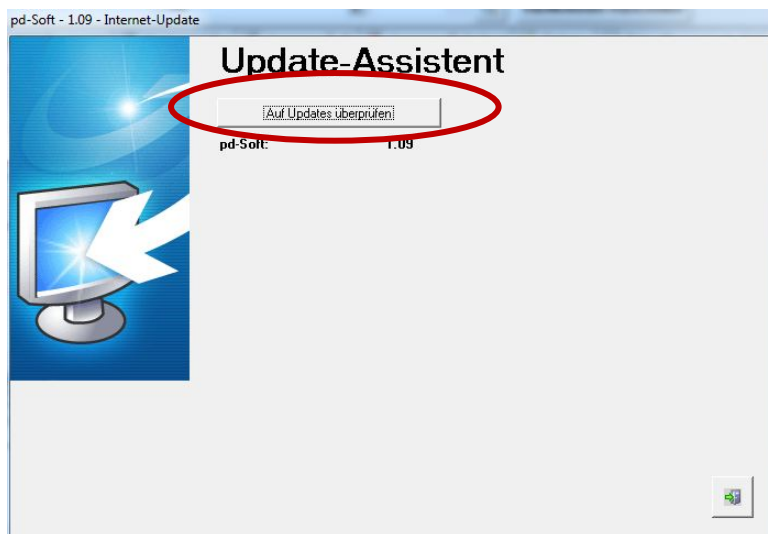 pd-Soft - 1.09 - Internet-Update
Update-Assistent
Auf Updates überprüfen
pd-Soft: 1.09